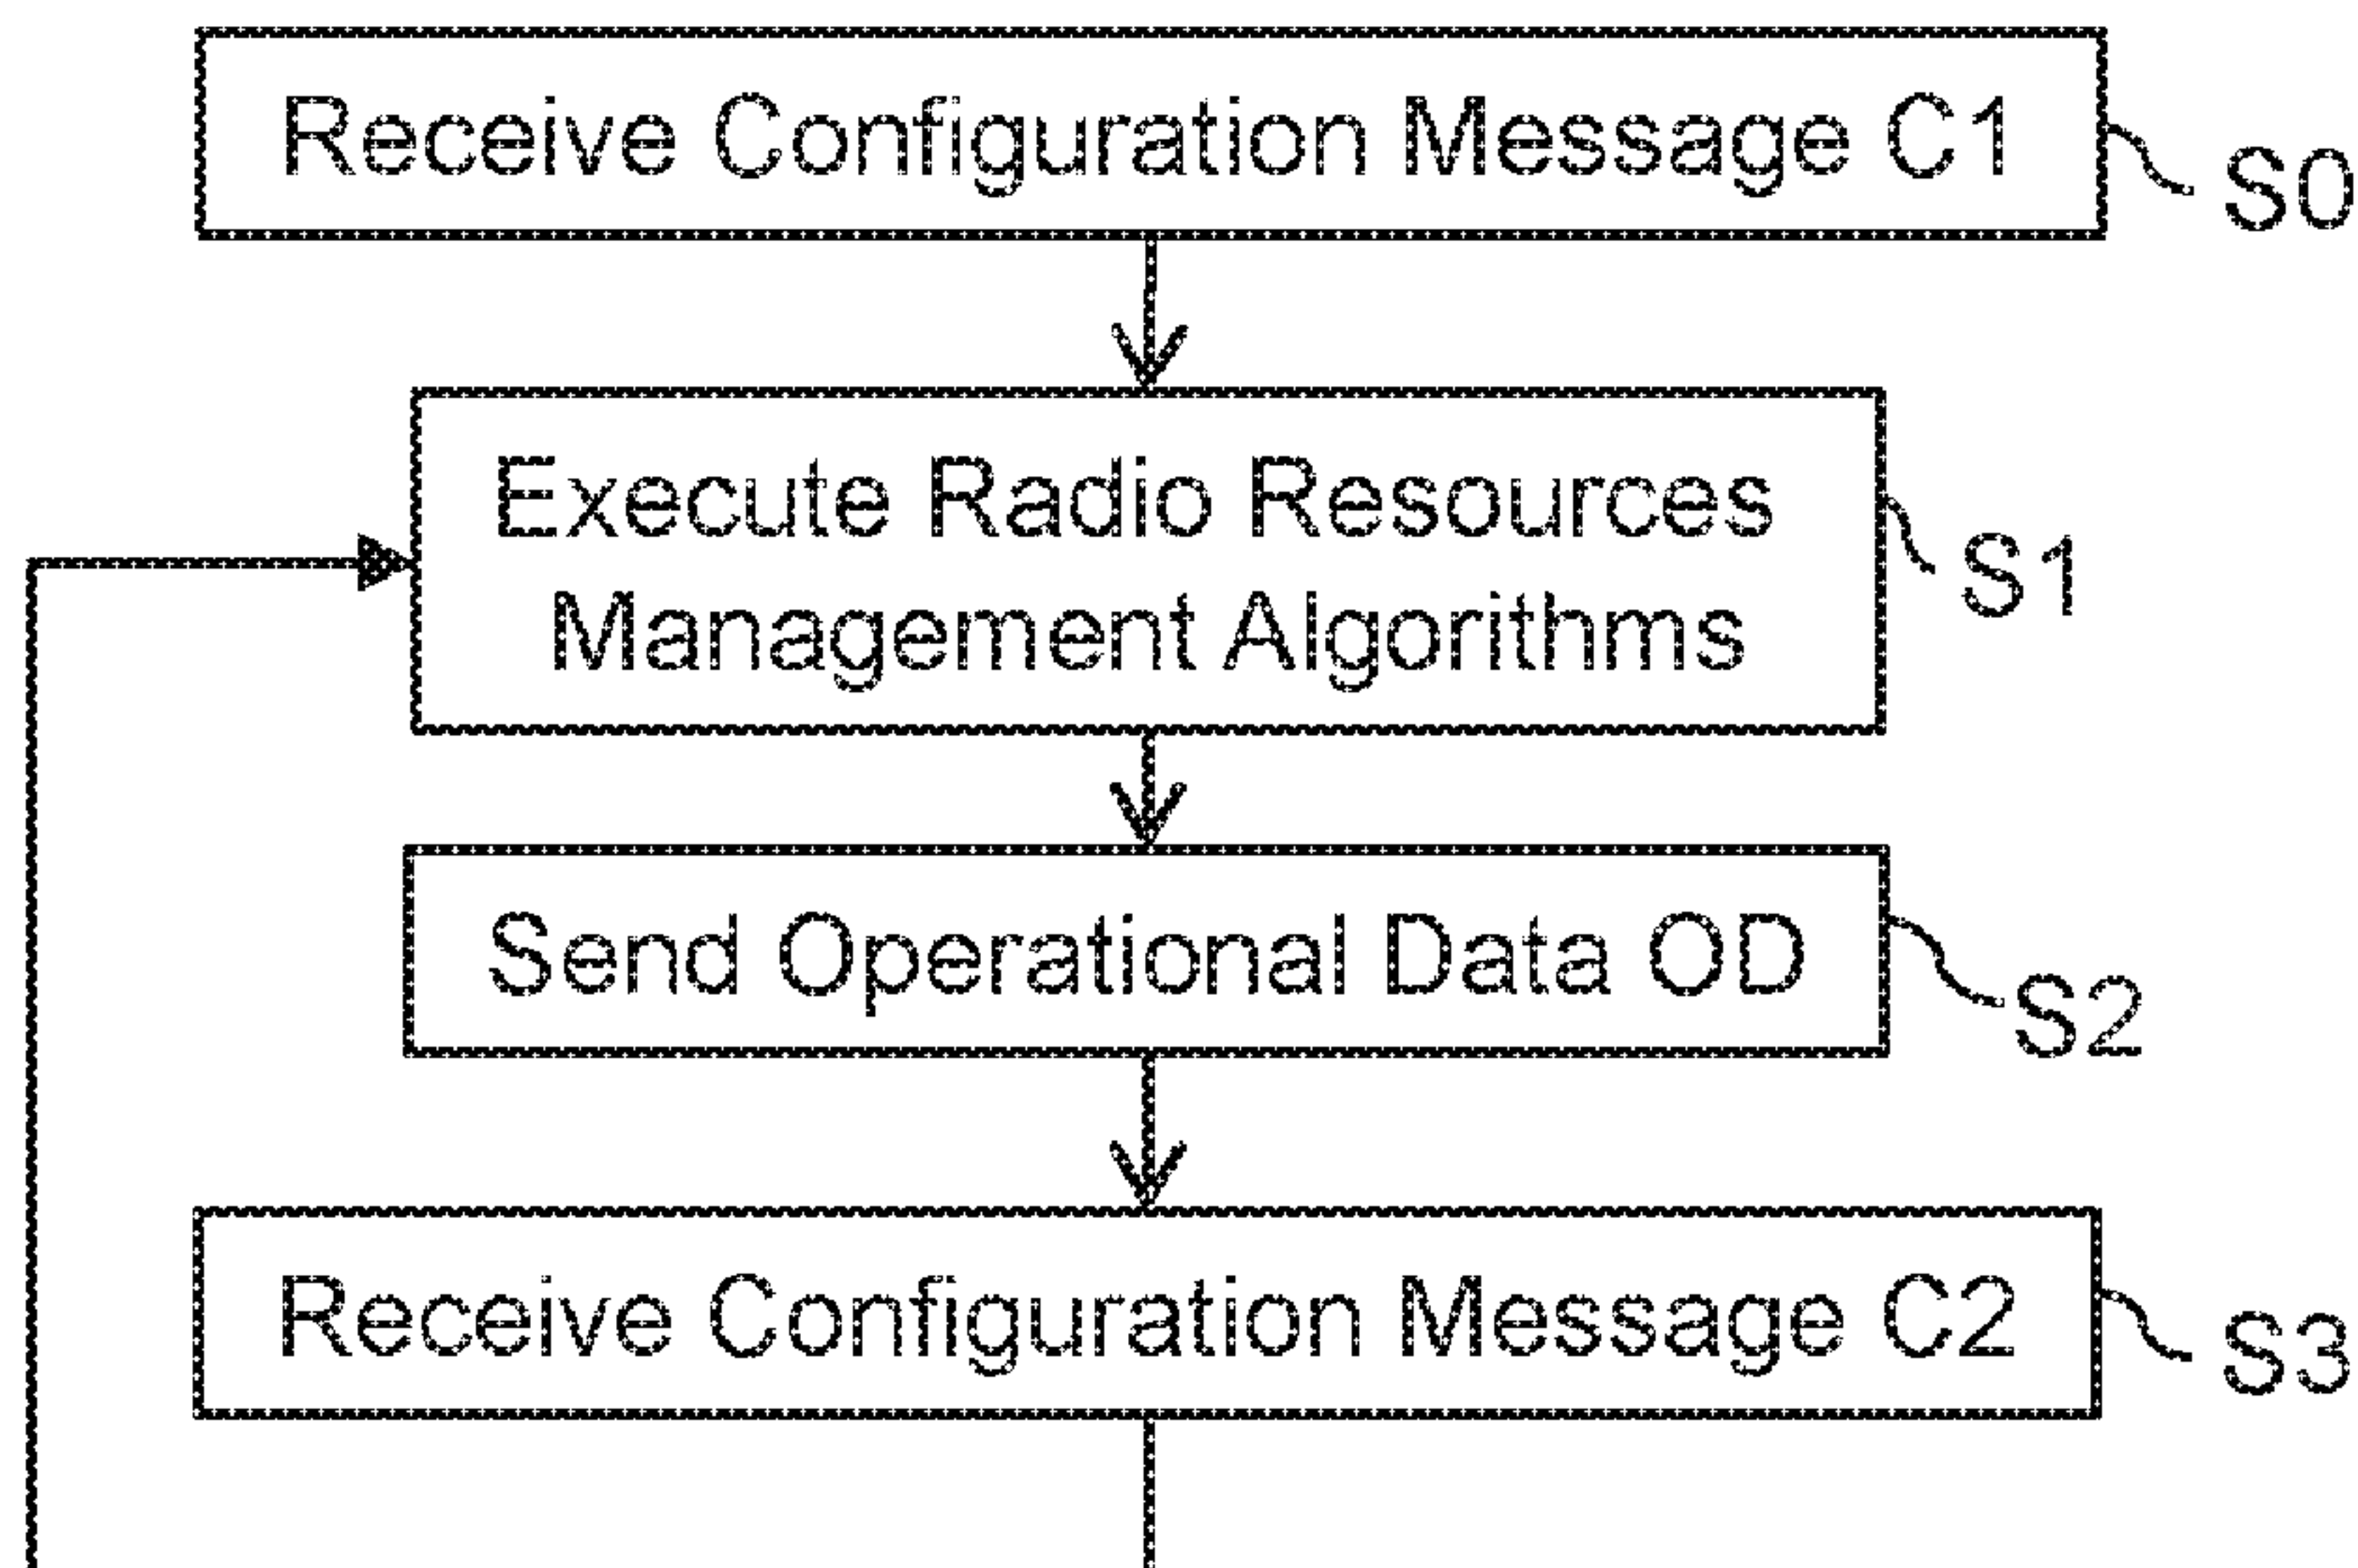 Receive Configuration Message C1
S0
Execute Radio Resources
Management Algorithms
S1
Send Operational Data OD
S2
Receive Configuration Message C2
S3